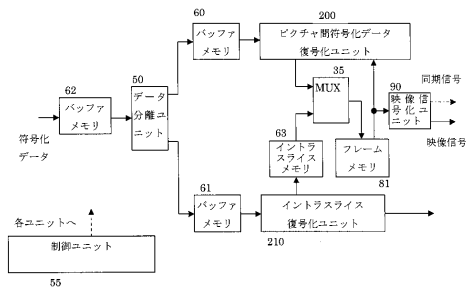 60
200
バッファ
メモリ
ピクチャ間符号化データ
復号化ユニット
62
50
35
90
同期信号
バッファ
メモリ
データ
分離ユ
ニット
MUX
映像信
号化ユ
ニット
符号化
データ
63
映像信号
イントラ
スライス
メモリ
フレーム
メモリ
61
81
バッファ
メモリ
イントラスライス
復号化ユニット
各ユニットへ
210
制御ユニット
55